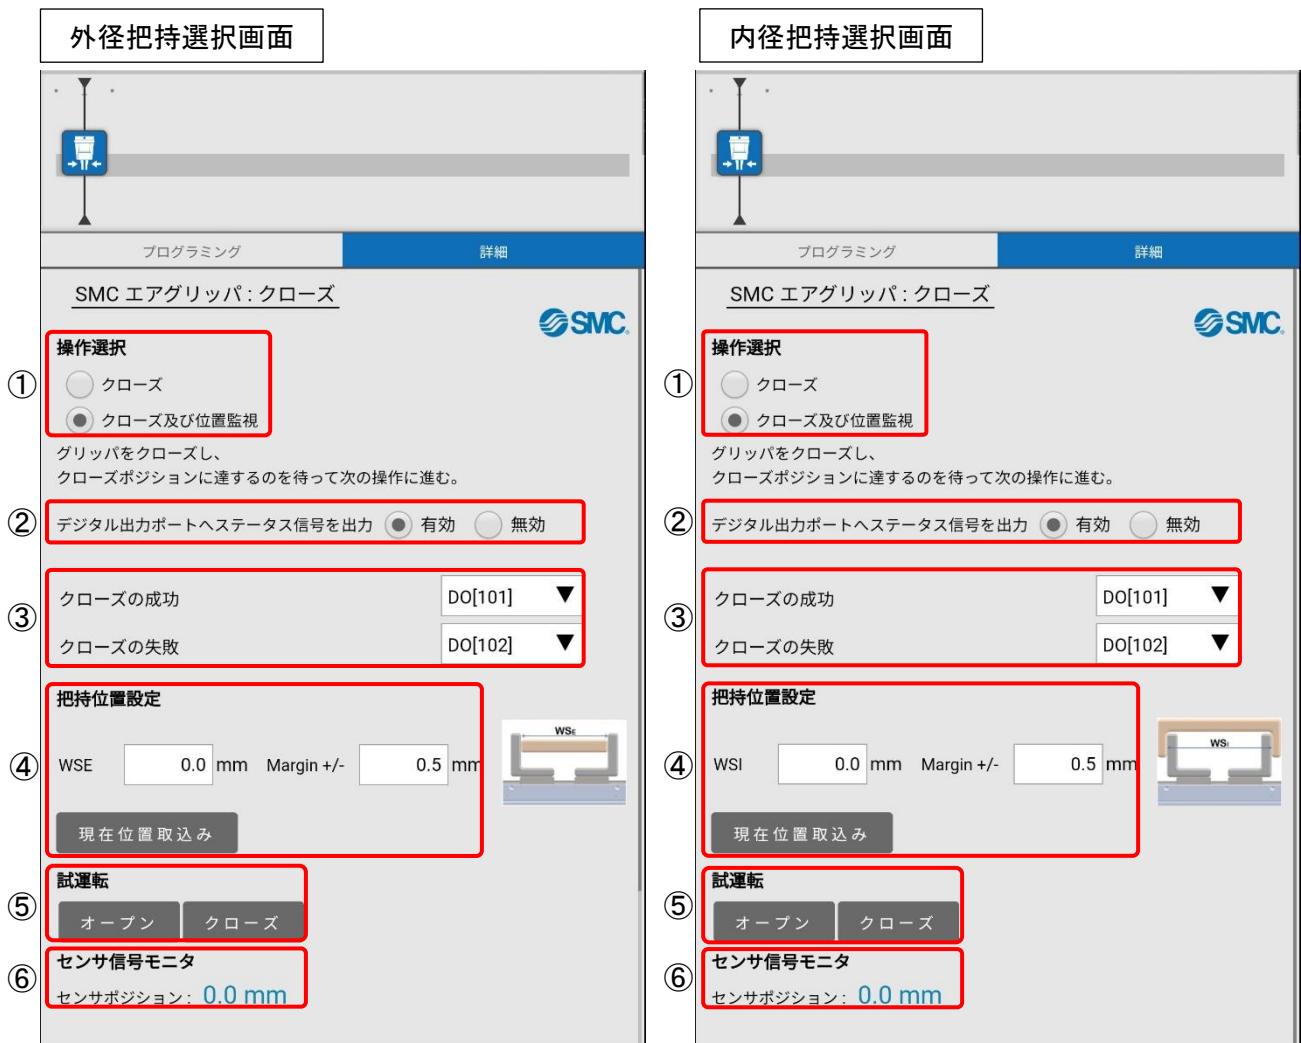 外径把持選択画面
プログラミング 詳細
SMC エアグリッパ : クローズ
SMC.
操作選択
① クローズ
クローズ及び位置監視
グリッパをクローズし、
クローズポジションに達するのを待って次の操作に進む。
② デジタル出力ポートへステータス信号を出力 有効 無効
クローズの成功 DO[101] ▼
③
クローズの失敗 DO[102] ▼
把持位置設定
WSE
④ WSE 0.0 mm Margin +/- 0.5 mm
現在位置取込み
試運転
⑤ オープン クローズ
センサ信号モニタ
⑥ センサポジション : 0.0 mm
内径把持選択画面
プログラミング 詳細
SMC エアグリッパ : クローズ
SMC.
操作選択
① クローズ
クローズ及び位置監視
グリッパをクローズし、
クローズポジションに達するのを待って次の操作に進む。
② デジタル出力ポートへステータス信号を出力 有効 無効
クローズの成功 DO[101] ▼
③
クローズの失敗 DO[102] ▼
把持位置設定
WSI
④ WSI 0.0 mm Margin +/- 0.5 mm
現在位置取込み
試運転
⑤ オープン クローズ
センサ信号モニタ
⑥ センサポジション : 0.0 mm